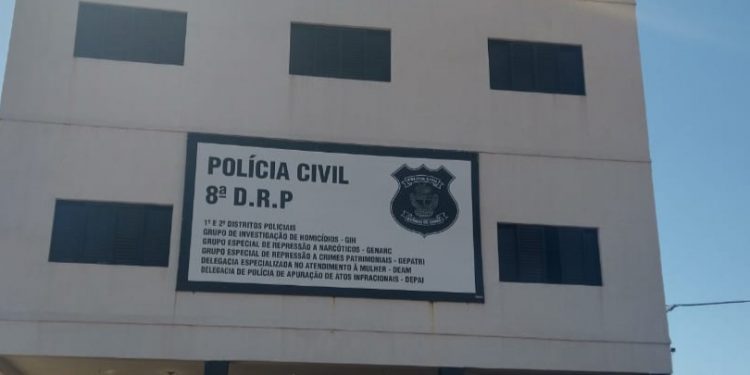 POLÍCIA CIVIL
8ª D.R.P
1º E 2º DISTRITOS POLICIAIS
GRUPO DE INVESTIGAÇÃO DE HOMICÍDIOS - GIH
GRUPO ESPECIAL DE REPRESSÃO A NARCÓTICOS - GENARC
GRUPO ESPECIAL DE REPRESSÃO A CRIMES PATRIMONIAIS - GEPATRI
DELEGACIA ESPECIALIZADA NO ATENDIMENTO À MULHER - DEAM
DELEGACIA DE POLICIA DE APURAÇÃO DE ATOS INFRACIONAIS - DEPAI
POLÍCIA CIVIL